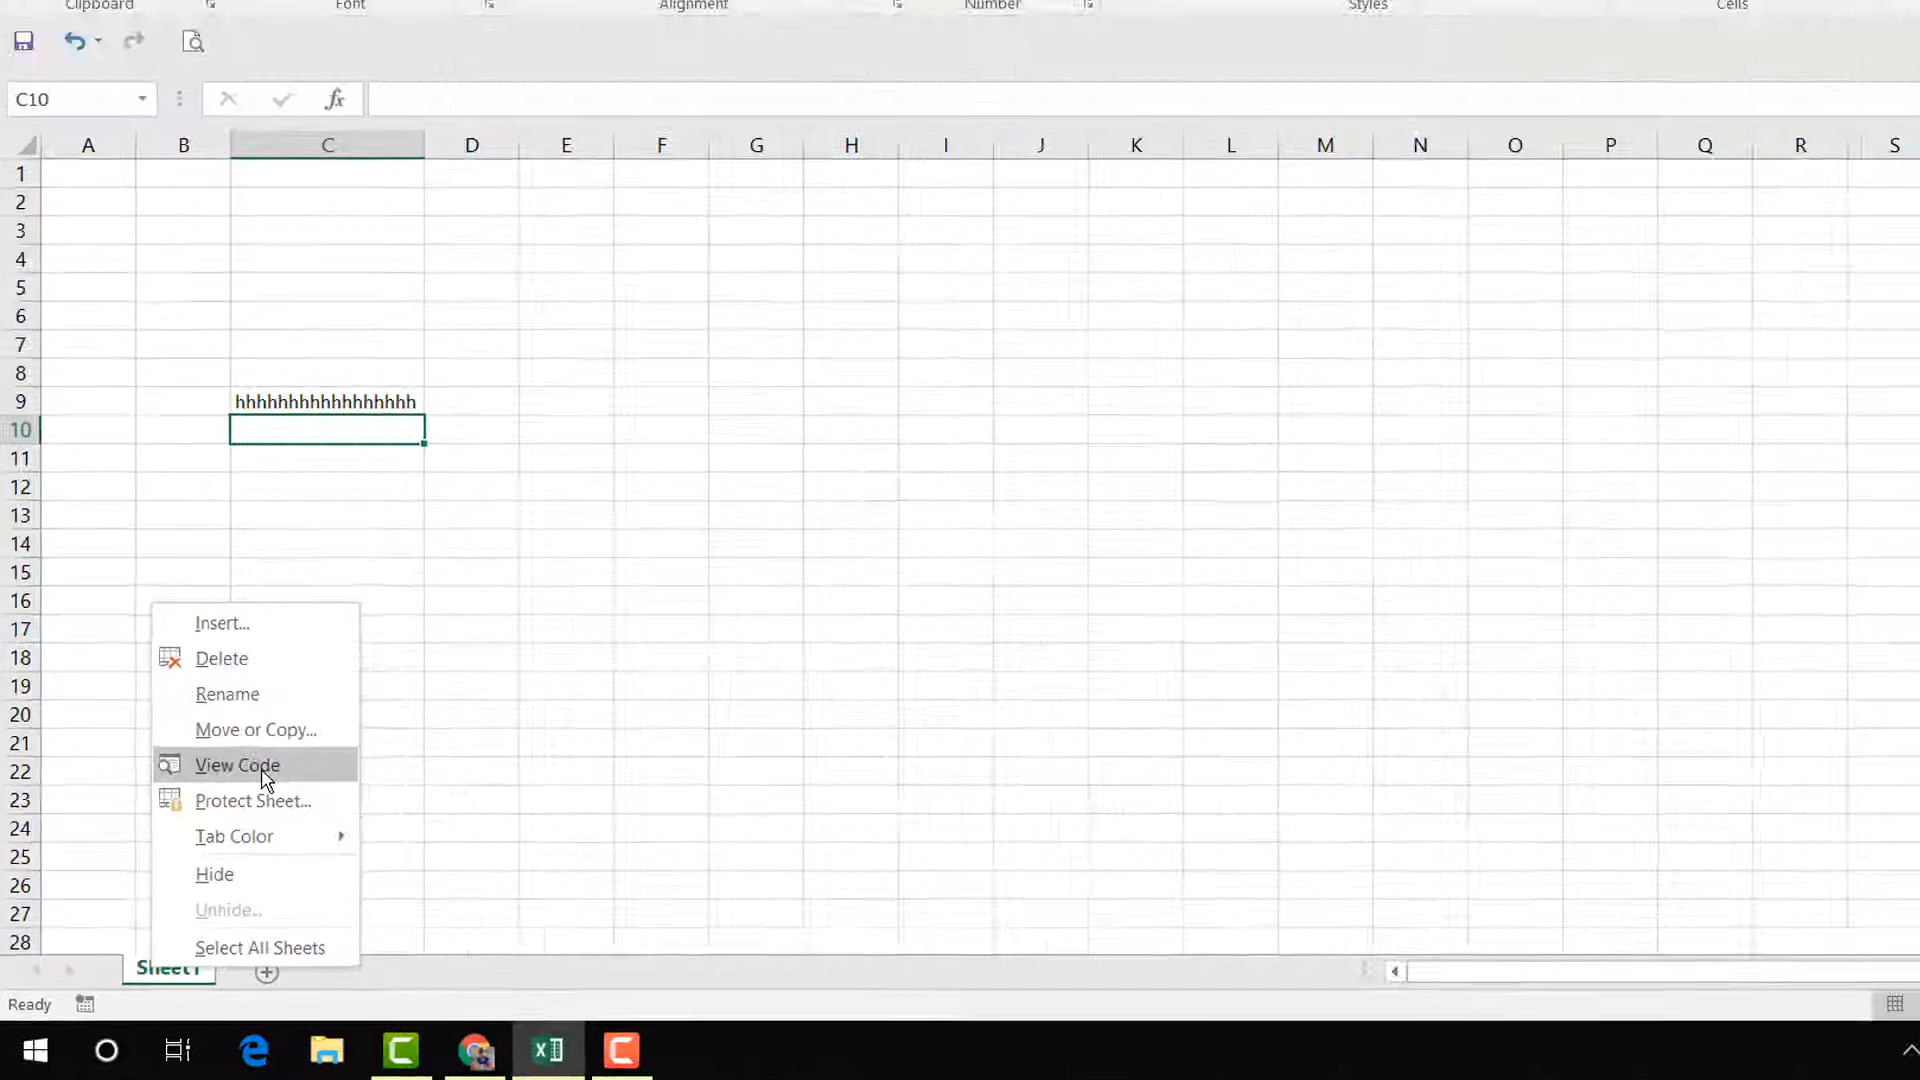 Clipboard Font Alignment Number Styles Cells
C10 fx
A B C D E F G H I J K L M N O P Q R S
1
2
3
4
5
6
7
8
9 hhhhhhhhhhhhhhhhh
10
11
12
13
14
15
16
17
18
19
20
21
22
23
24
25
26
27
28
Insert...
Delete
Rename
Move or Copy...
View Code
Protect Sheet...
Tab Color
Hide
Unhide...
Select All Sheets
Sheet1
Ready